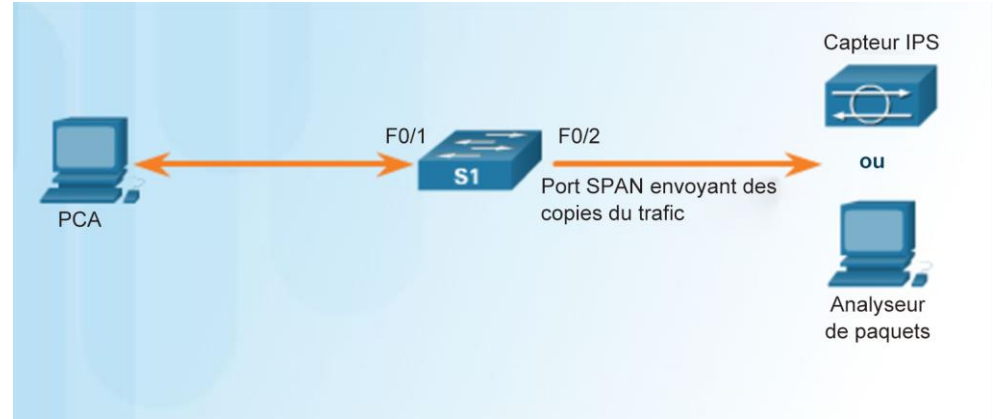 Capteur IPS
F0/1
F0/2
S1
ou
Port SPAN envoyant des
copies du trafic
PCA
Analyseur
de paquets